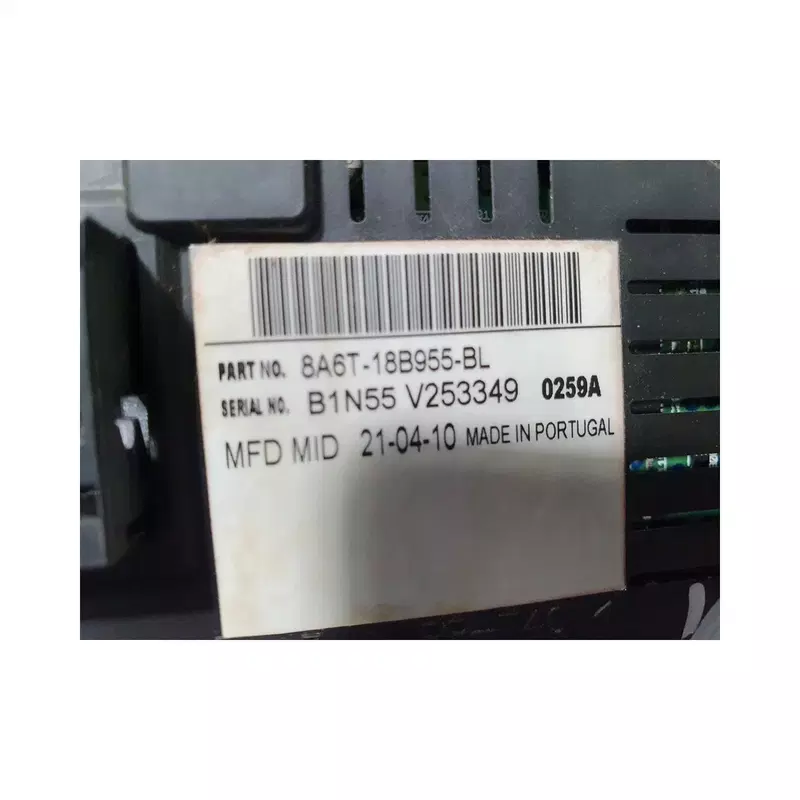 PART NO. 8A6T-18B955-BL
SERIAL NO. B1N55 V253349 0259A
MFD MID 21-04-10 MADE IN PORTUGAL